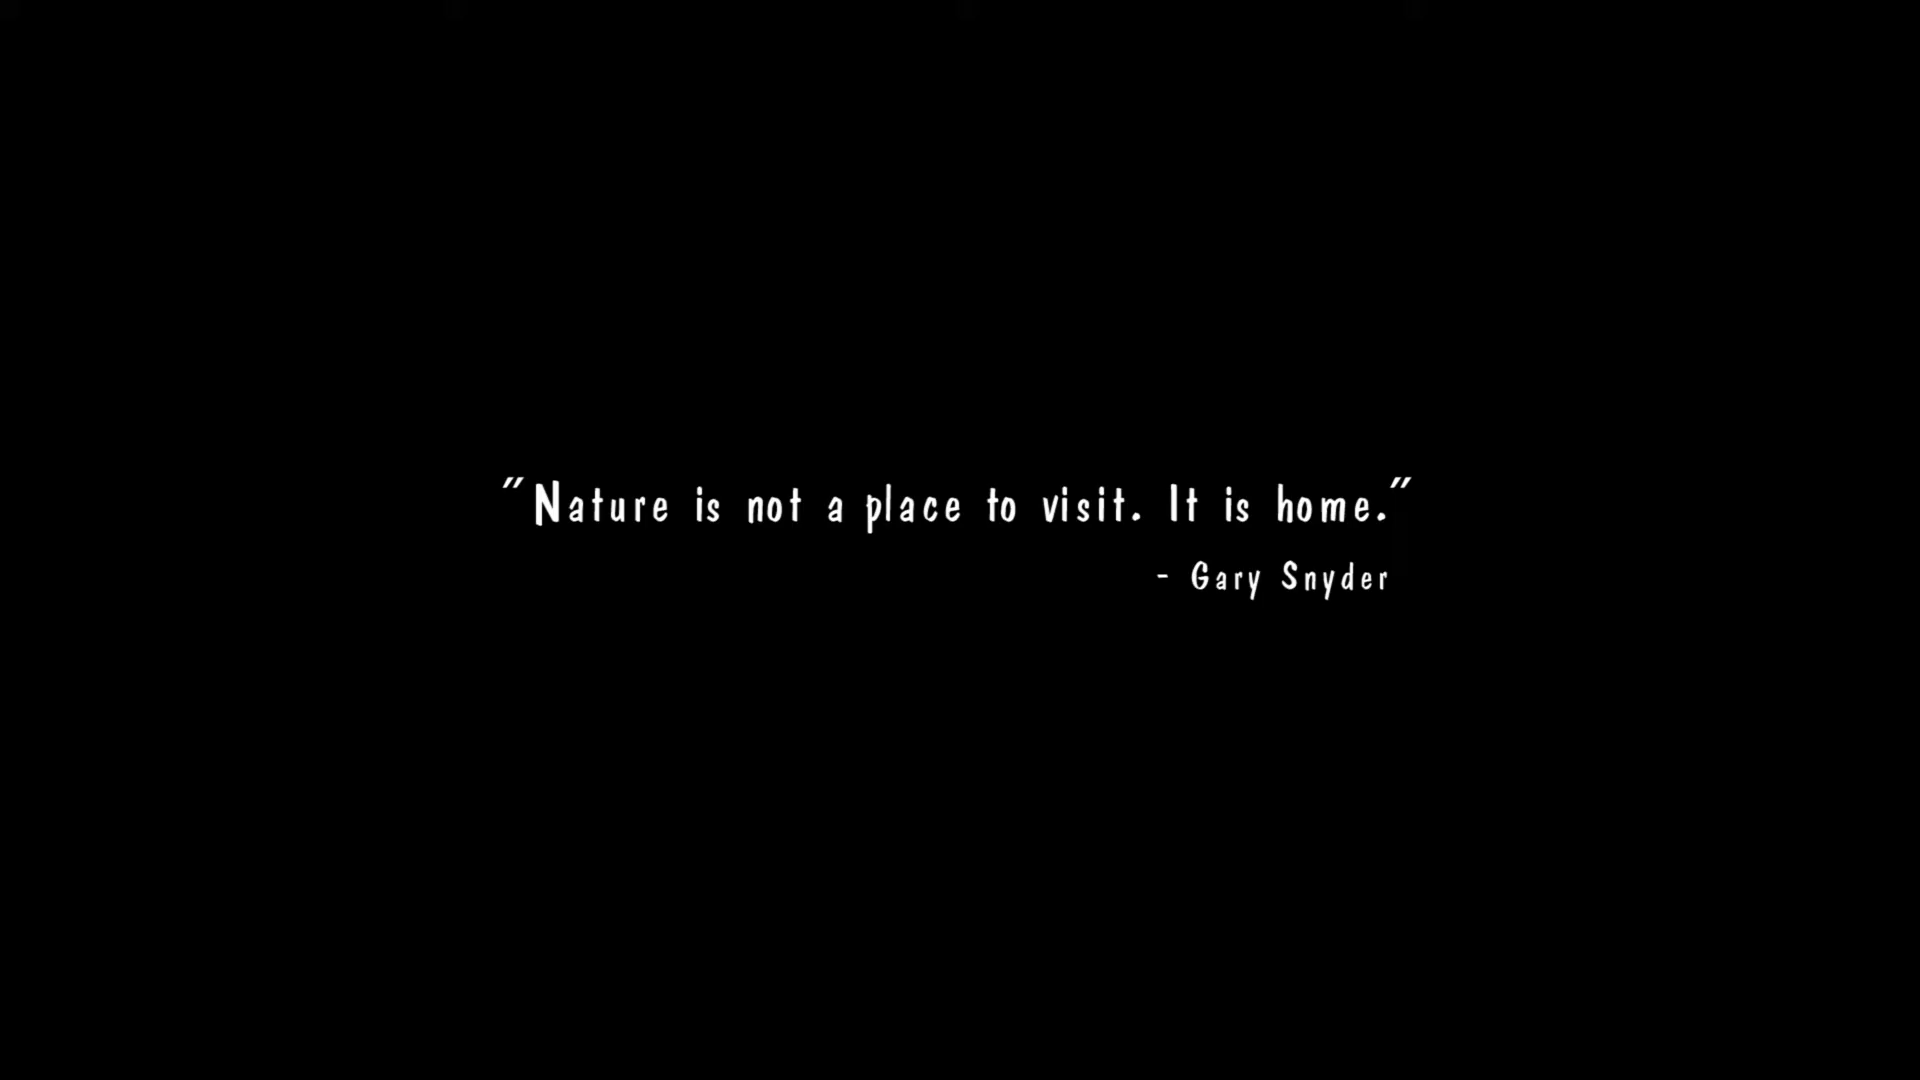 "Nature is not a place to visit. It is home."
- Gary Snyder